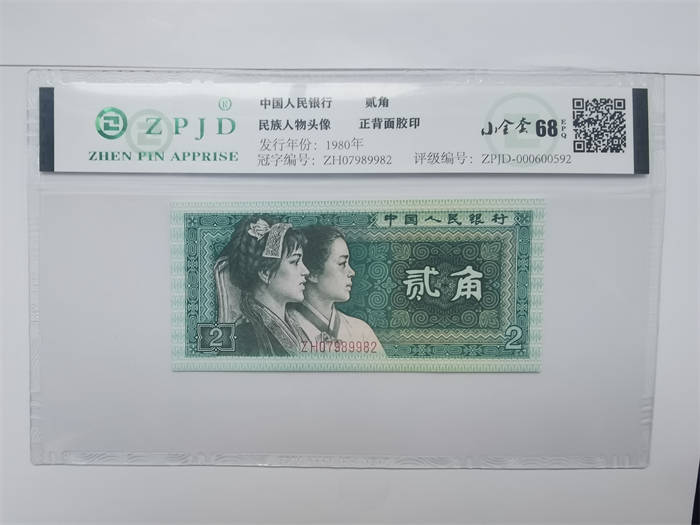 ZPJD®
ZHEN PIN APPRISE
中国人民银行 贰角
民族人物头像 正背面胶印
发行年份：1980年
冠字编号：ZH07989982 评级编号：ZPJD-000600592
小全套 68 EPQ
中国人民银行
贰角
2 ZH07989982 2